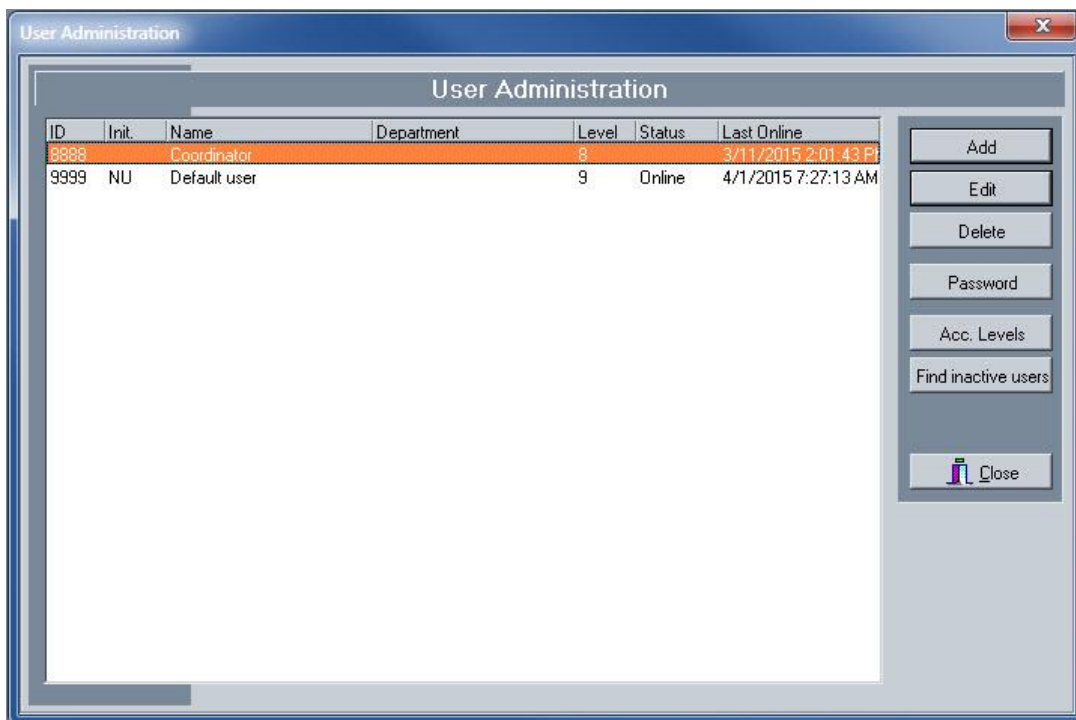 User Administration
User Administration
ID Init. Name Department Level Status Last Online
8888 Coordinator 8 3/11/2015 2:01:43 P
9999 NU Default user 9 Online 4/1/2015 7:27:13 AM
Add
Edit
Delete
Password
Acc. Levels
Find inactive users
Close